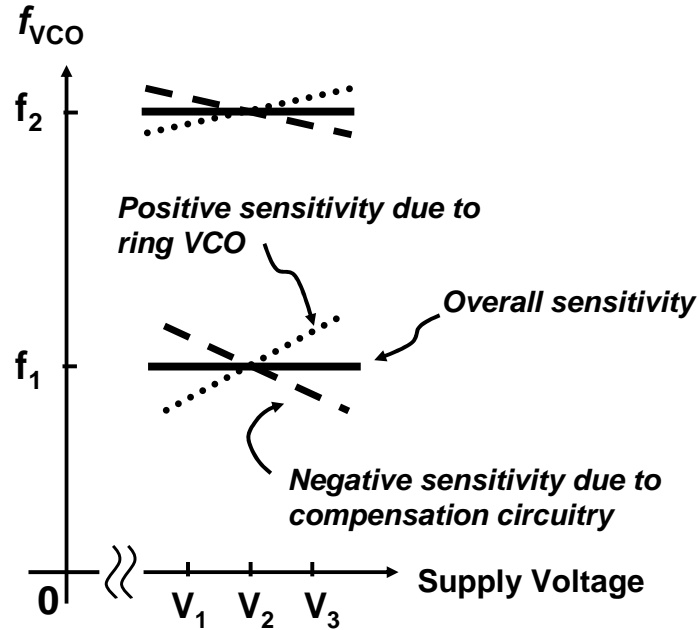 f VCO
f2
Positive sensitivity due to
ring VCO
Overall sensitivity
f1
Negative sensitivity due to
compensation circuitry
0
V1
V2
V3
Supply Voltage